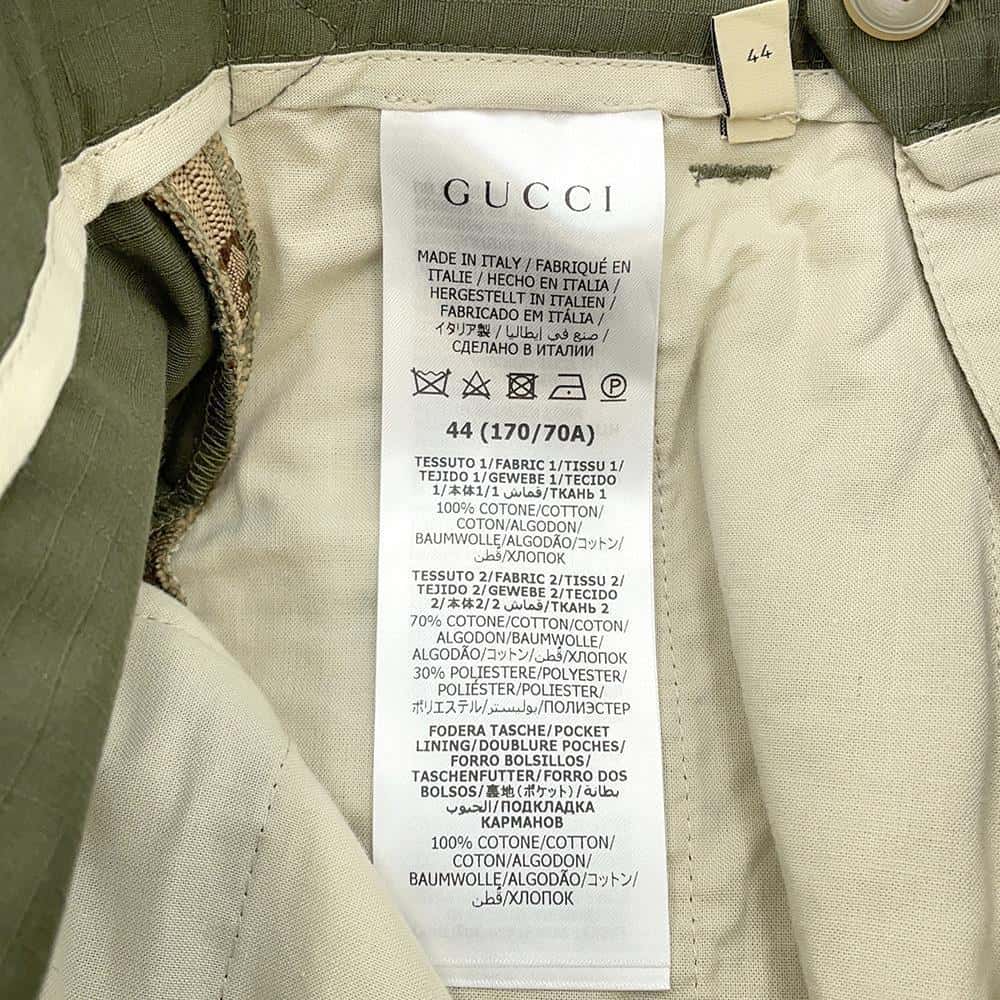 44
GUCCI
MADE IN ITALY / FABRIQUÉ EN
ITALIE / HECHO EN ITALIA /
HERGESTELLT IN ITALIEN /
FABRICADO EM ITÁLIA /
イタリア製 / صنع في إيطاليا /
СДЕЛАНО В ИТАЛИИ
P
44 (170/70A)
TESSUTO 1/FABRIC 1/TISSU 1/
TEJIDO 1/GEWEBE 1/TECIDO
1/本体1/قماش 1/ТКАНЬ 1
100% COTONE/COTTON/
COTON/ALGODON/
BAUMWOLLE/ALGODÃO/コットン/
قطن/ХЛОПОК
TESSUTO 2/FABRIC 2/TISSU 2/
TEJIDO 2/GEWEBE 2/TECIDO
2/本体2/قماش 2/ТКАНЬ 2
70% COTONE/COTTON/COTON/
ALGODON/BAUMWOLLE/
ALGODÃO/コットン/قطن/ХЛОПОК
30% POLIESTERE/POLYESTER/
POLIÉSTER/POLIESTER/
ポリエステル/بوليستر/ПОЛИЭСТЕР
FODERA TASCHE/POCKET
LINING/DOUBLURE POCHES/
FORRO BOLSILLOS/
TASCHENFUTTER/FORRO DOS
BOLSOS/裏地(ポケット)/بطانة
الجيوب/ПОДКЛАДКА
КАРМАНОВ
100% COTONE/COTTON/
COTON/ALGODON/
BAUMWOLLE/ALGODÃO/コットン/
قطن/ХЛОПОК